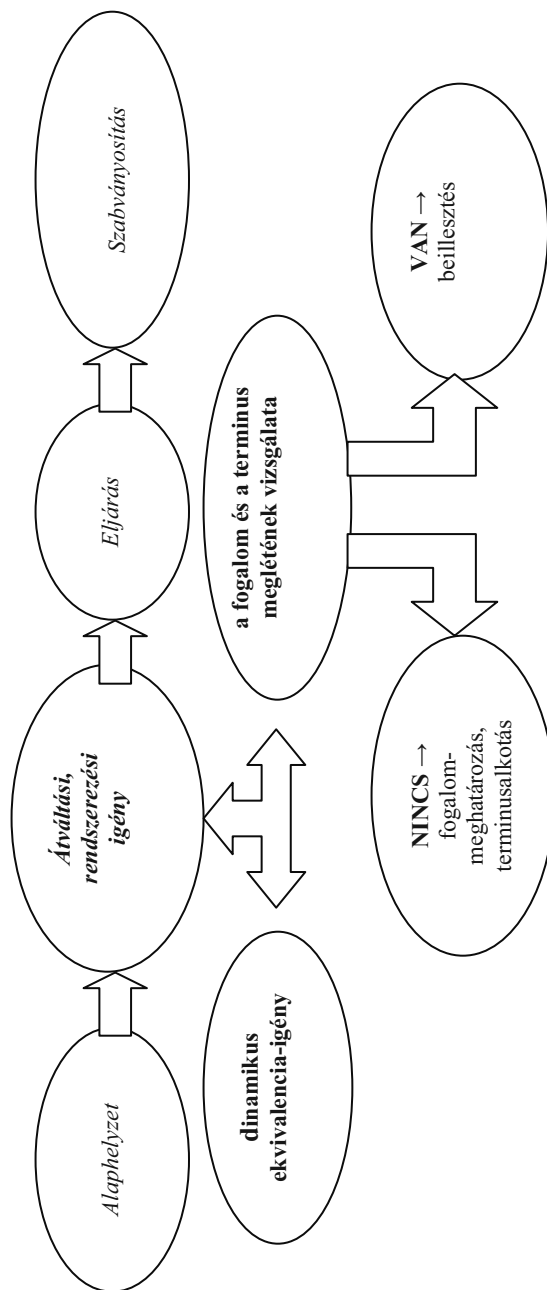 Alaphelyzet
Átváltási,
rendszerezési
igény
Eljárás
Szabványosítás
dinamikus
ekvivalencia-igény
a fogalom és a terminus
meglétének vizsgálata
NINCS →
fogalom-
meghatározás,
terminusalkotás
VAN →
beillesztés